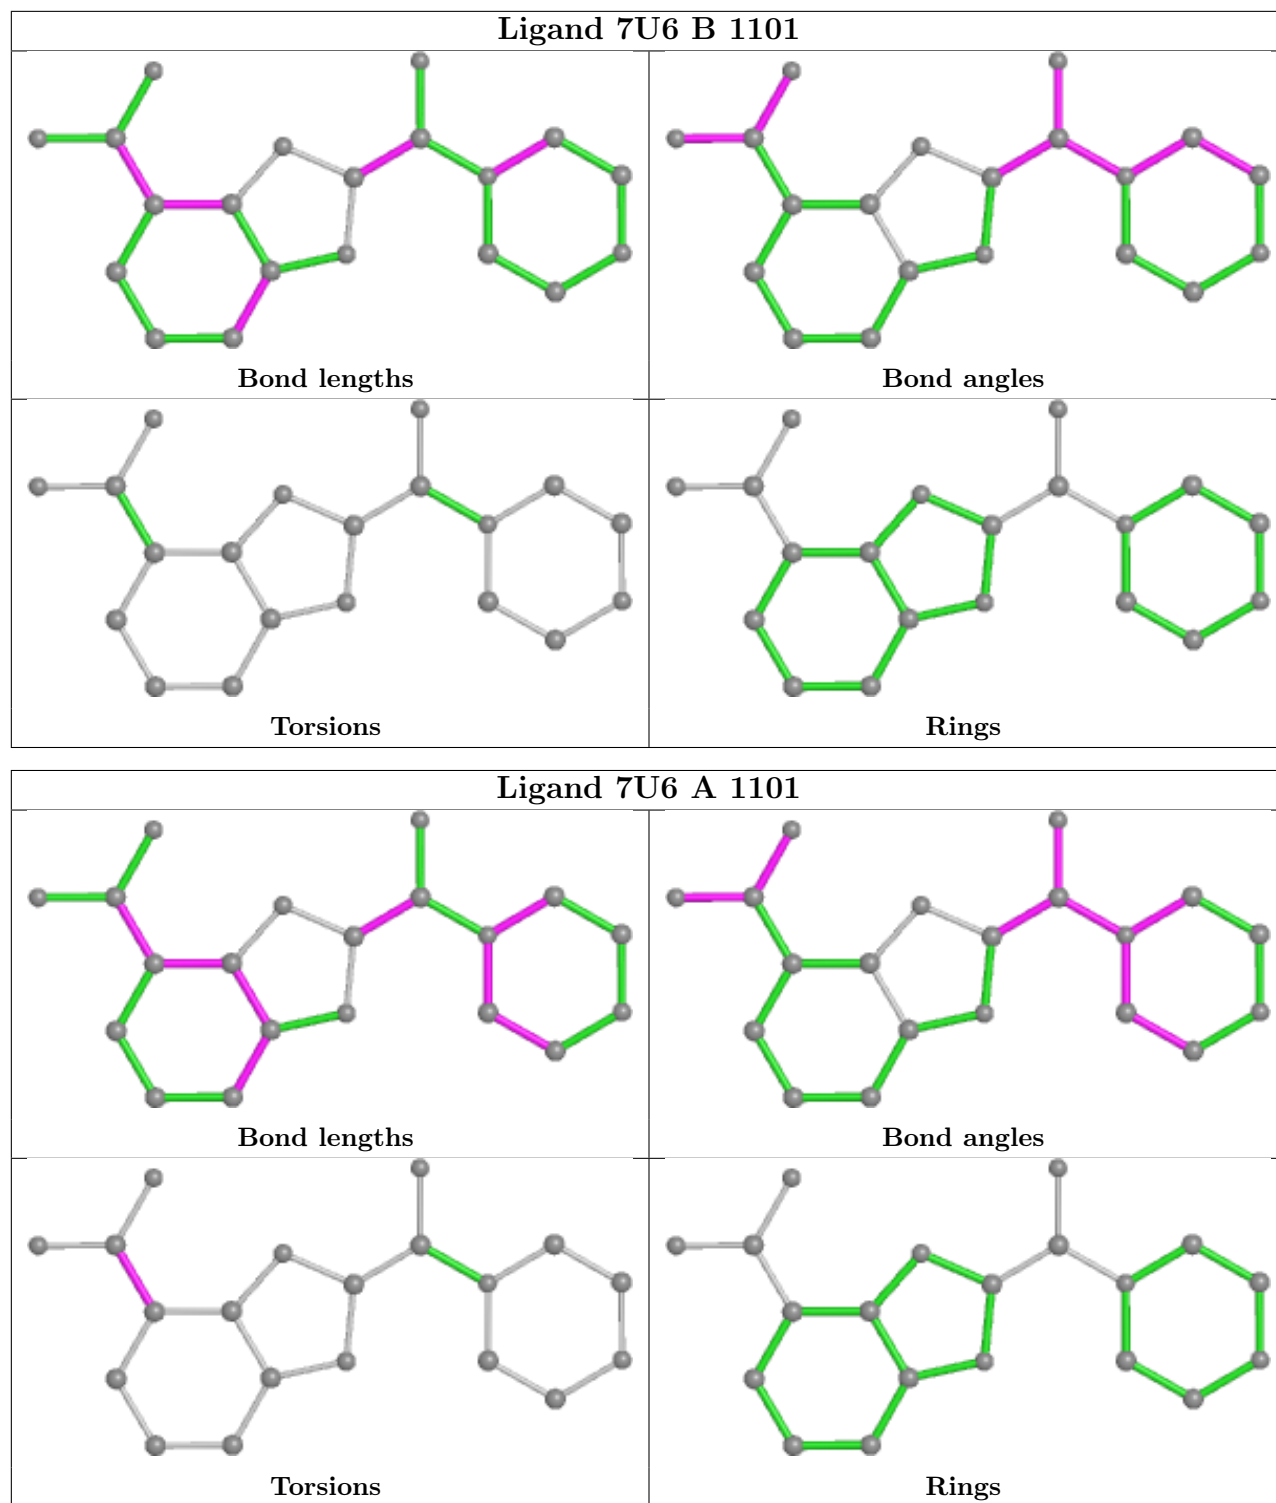 Ligand 7U6 B 1101
Bond lengths
Bond angles
Torsions
Rings
Ligand 7U6 A 1101
Bond lengths
Bond angles
Torsions
Rings